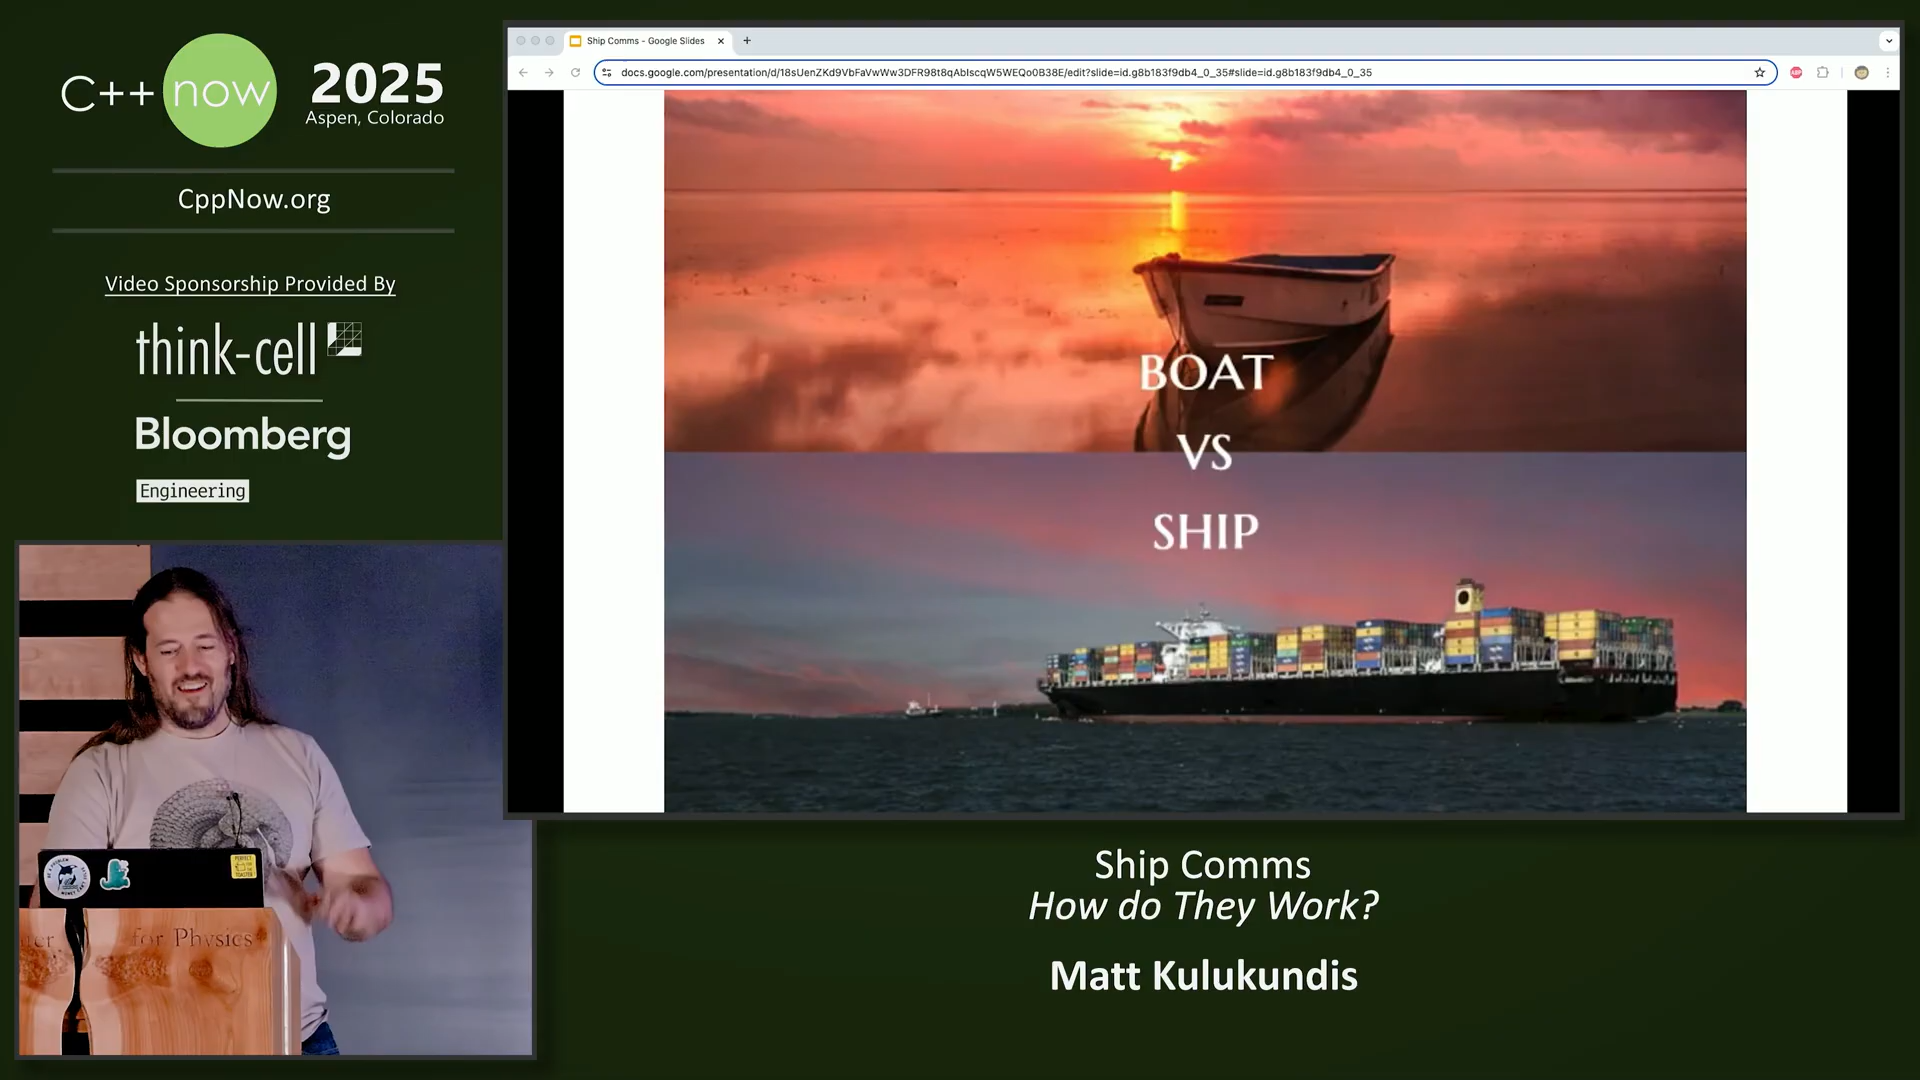 C++ now
2025
Aspen, Colorado
CppNow.org
Video Sponsorship Provided By
think-cell
Bloomberg
Engineering
Ship Comms - Google Slides
docs.google.com/presentation/d/18sUenZKd9VbFaVwWw3DFR98t8qAbIscqW5WEQo0B38E/edit?slide=id.g8b183f9db4_0_35#slide=id.g8b183f9db4_0_35
BOAT
VS
SHIP
PERFECT
TOASTER
for Physics
Ship Comms
How do They Work?
Matt Kulukundis